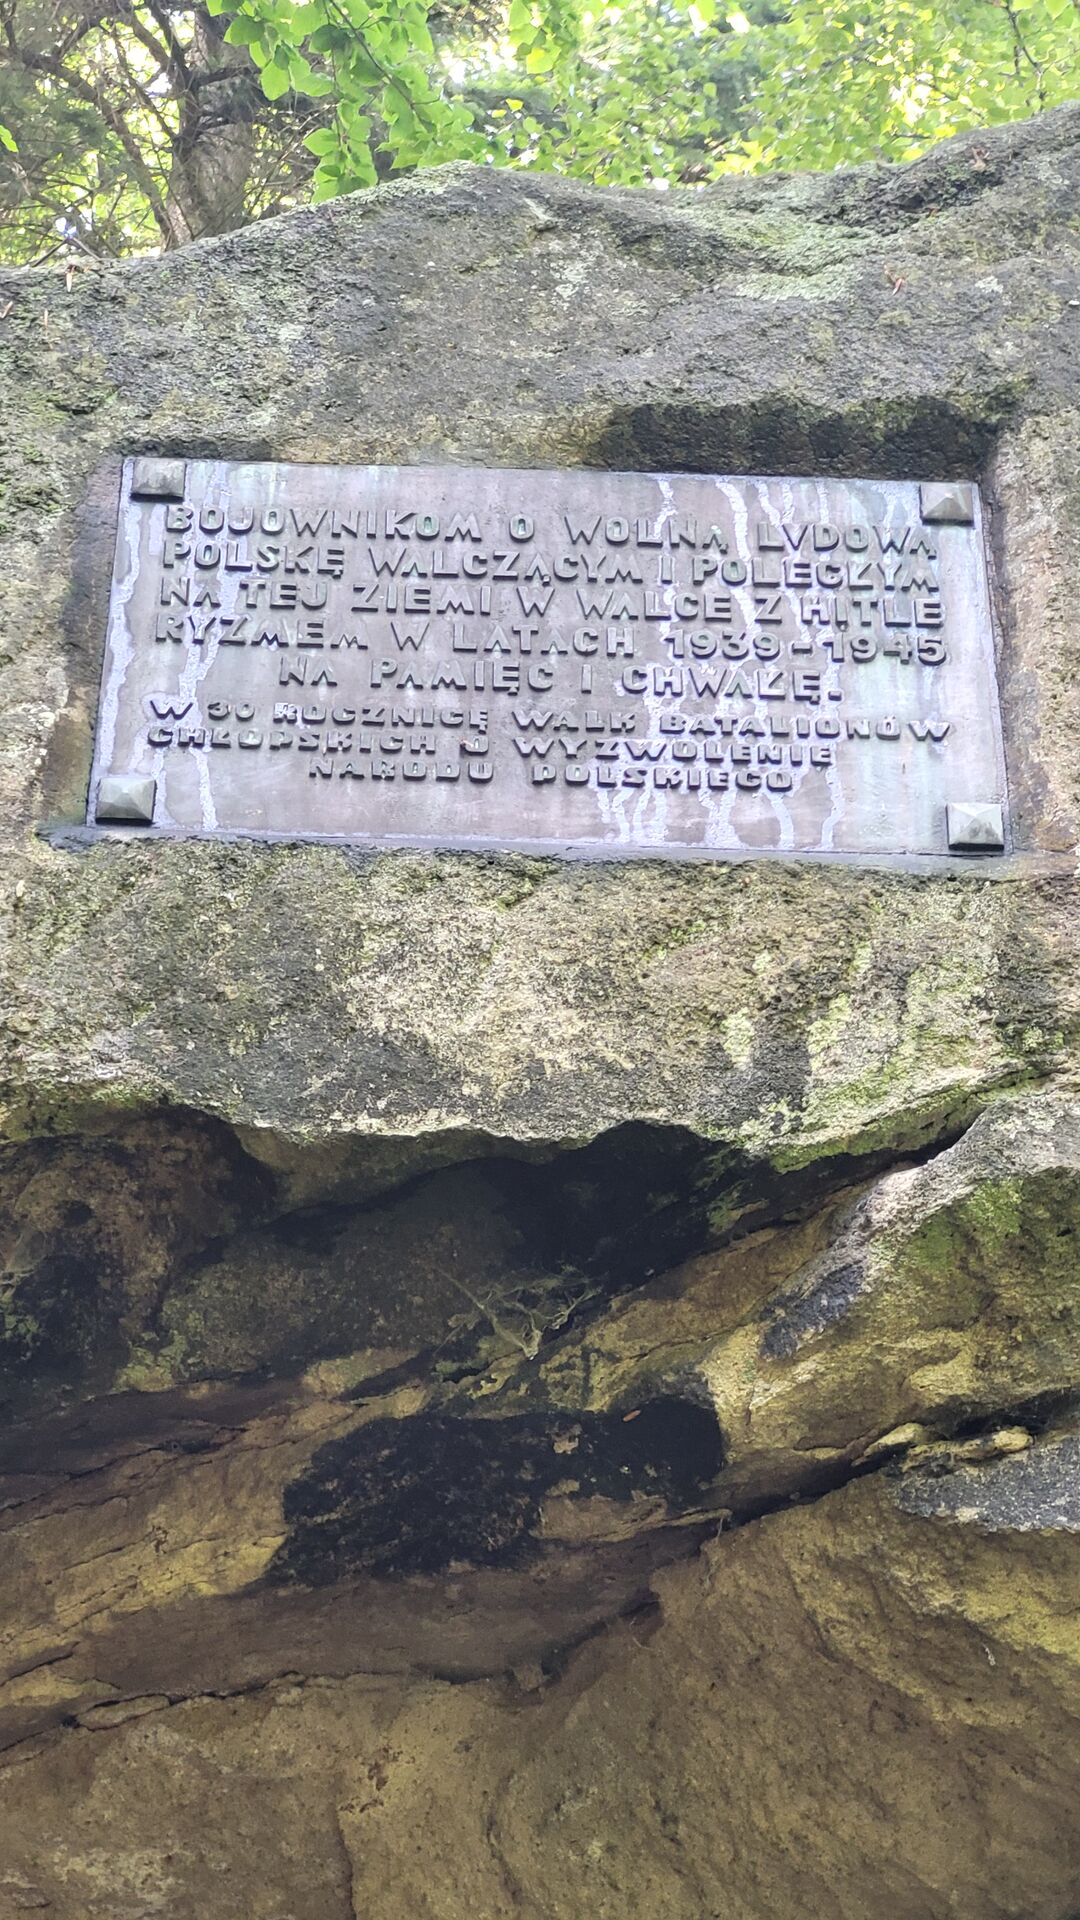 BOJOWNIKOM O WOLNĄ LVDOWĄ
POLSKĘ WALCZĄCYM I POLEGŁYM
NA TEJ ZIEMI W WALCE Z HITLE
RYZMEM W LATACH 1939-1945
NA PAMIĘĆ I CHWAŁĘ.
W 30 ROCZNICĘ WALK BATALIONÓW
CHŁOPSKICH O WYZWOLENIE
NARODU POLSKIEGO